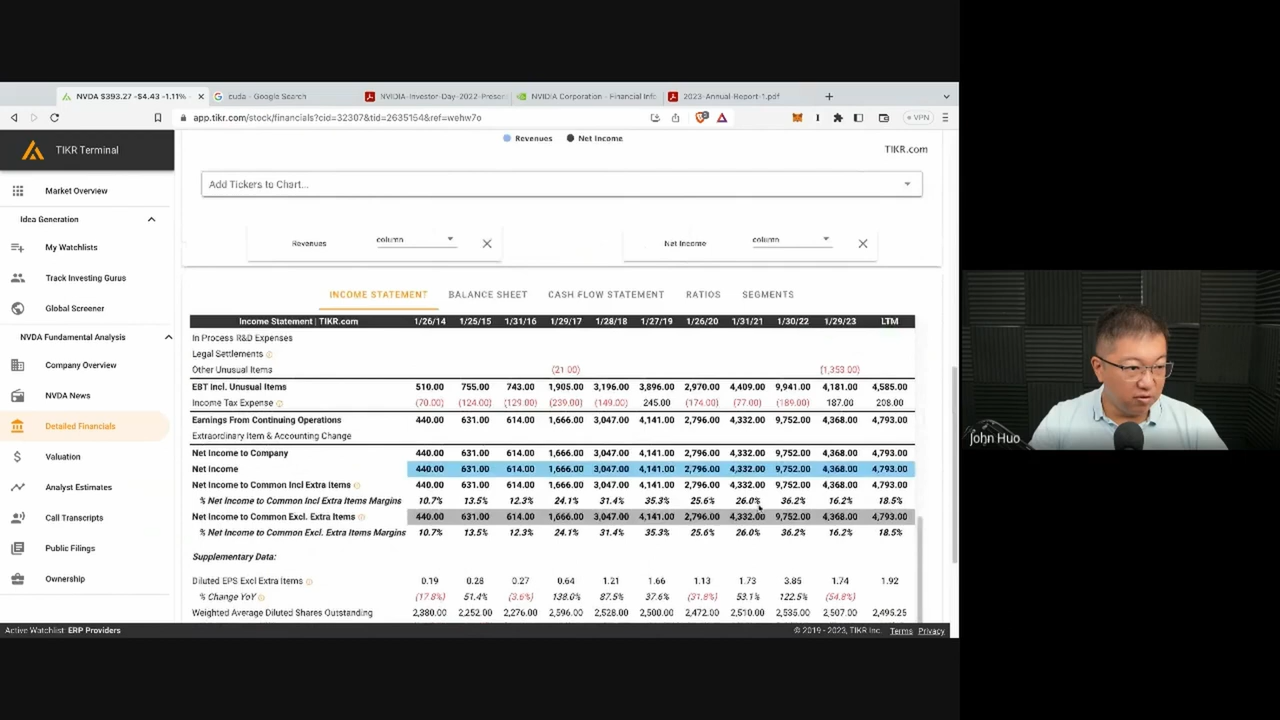 NVDA $393.27 -$4.43 -1.11%
cuda - Google Search
NVIDIA-Investor-Day-2022-Presen
NVIDIA Corporation - Financial Info
2023-Annual-Report-1.pdf
app.tikr.com/stock/financials?cid=32307&tid=2635154&ref=wehw7o
VPN
TIKR Terminal
Market Overview
Idea Generation
My Watchlists
Track Investing Gurus
Global Screener
NVDA Fundamental Analysis
Company Overview
NVDA News
Detailed Financials
Valuation
Analyst Estimates
Call Transcripts
Public Filings
Ownership
Revenues Net Income
TIKR.com
Add Tickers to Chart...
Revenues column
Net Income column
INCOME STATEMENT BALANCE SHEET CASH FLOW STATEMENT RATIOS SEGMENTS
Income Statement | TIKR.com 1/26/14 1/25/15 1/31/16 1/29/17 1/28/18 1/27/19 1/26/20 1/31/21 1/30/22 1/29/23 LTM
In Process R&D Expenses
Legal Settlements
Other Unusual Items (21.00) (1,353.00)
EBT Incl. Unusual Items 510.00 755.00 743.00 1,905.00 3,196.00 3,896.00 2,970.00 4,409.00 9,941.00 4,181.00 4,585.00
Income Tax Expense (70.00) (124.00) (129.00) (239.00) (149.00) 245.00 (174.00) (77.00) (189.00) 187.00 208.00
Earnings From Continuing Operations 440.00 631.00 614.00 1,666.00 3,047.00 4,141.00 2,796.00 4,332.00 9,752.00 4,368.00 4,793.00
Extraordinary Item & Accounting Change
Net Income to Company 440.00 631.00 614.00 1,666.00 3,047.00 4,141.00 2,796.00 4,332.00 9,752.00 4,368.00 4,793.00
Net Income 440.00 631.00 614.00 1,666.00 3,047.00 4,141.00 2,796.00 4,332.00 9,752.00 4,368.00 4,793.00
Net Income to Common Incl Extra Items 440.00 631.00 614.00 1,666.00 3,047.00 4,141.00 2,796.00 4,332.00 9,752.00 4,368.00 4,793.00
% Net Income to Common Incl Extra Items Margins 10.7% 13.5% 12.3% 24.1% 31.4% 35.3% 25.6% 26.0% 36.2% 16.2% 18.5%
Net Income to Common Excl. Extra Items 440.00 631.00 614.00 1,666.00 3,047.00 4,141.00 2,796.00 4,332.00 9,752.00 4,368.00 4,793.00
% Net Income to Common Excl. Extra Items Margins 10.7% 13.5% 12.3% 24.1% 31.4% 35.3% 25.6% 26.0% 36.2% 16.2% 18.5%
Supplementary Data:
Diluted EPS Excl Extra Items 0.19 0.28 0.27 0.64 1.21 1.66 1.13 1.73 3.85 1.74 1.92
% Change YoY (17.8%) 51.4% (3.6%) 138.0% 87.5% 37.6% (31.8%) 53.1% 122.5% (54.8%)
Weighted Average Diluted Shares Outstanding 2,380.00 2,252.00 2,276.00 2,596.00 2,528.00 2,500.00 2,472.00 2,510.00 2,535.00 2,507.00 2,495.25
Active Watchlist: ERP Providers
© 2019 - 2023, TIKR Inc. Terms Privacy
John Huo